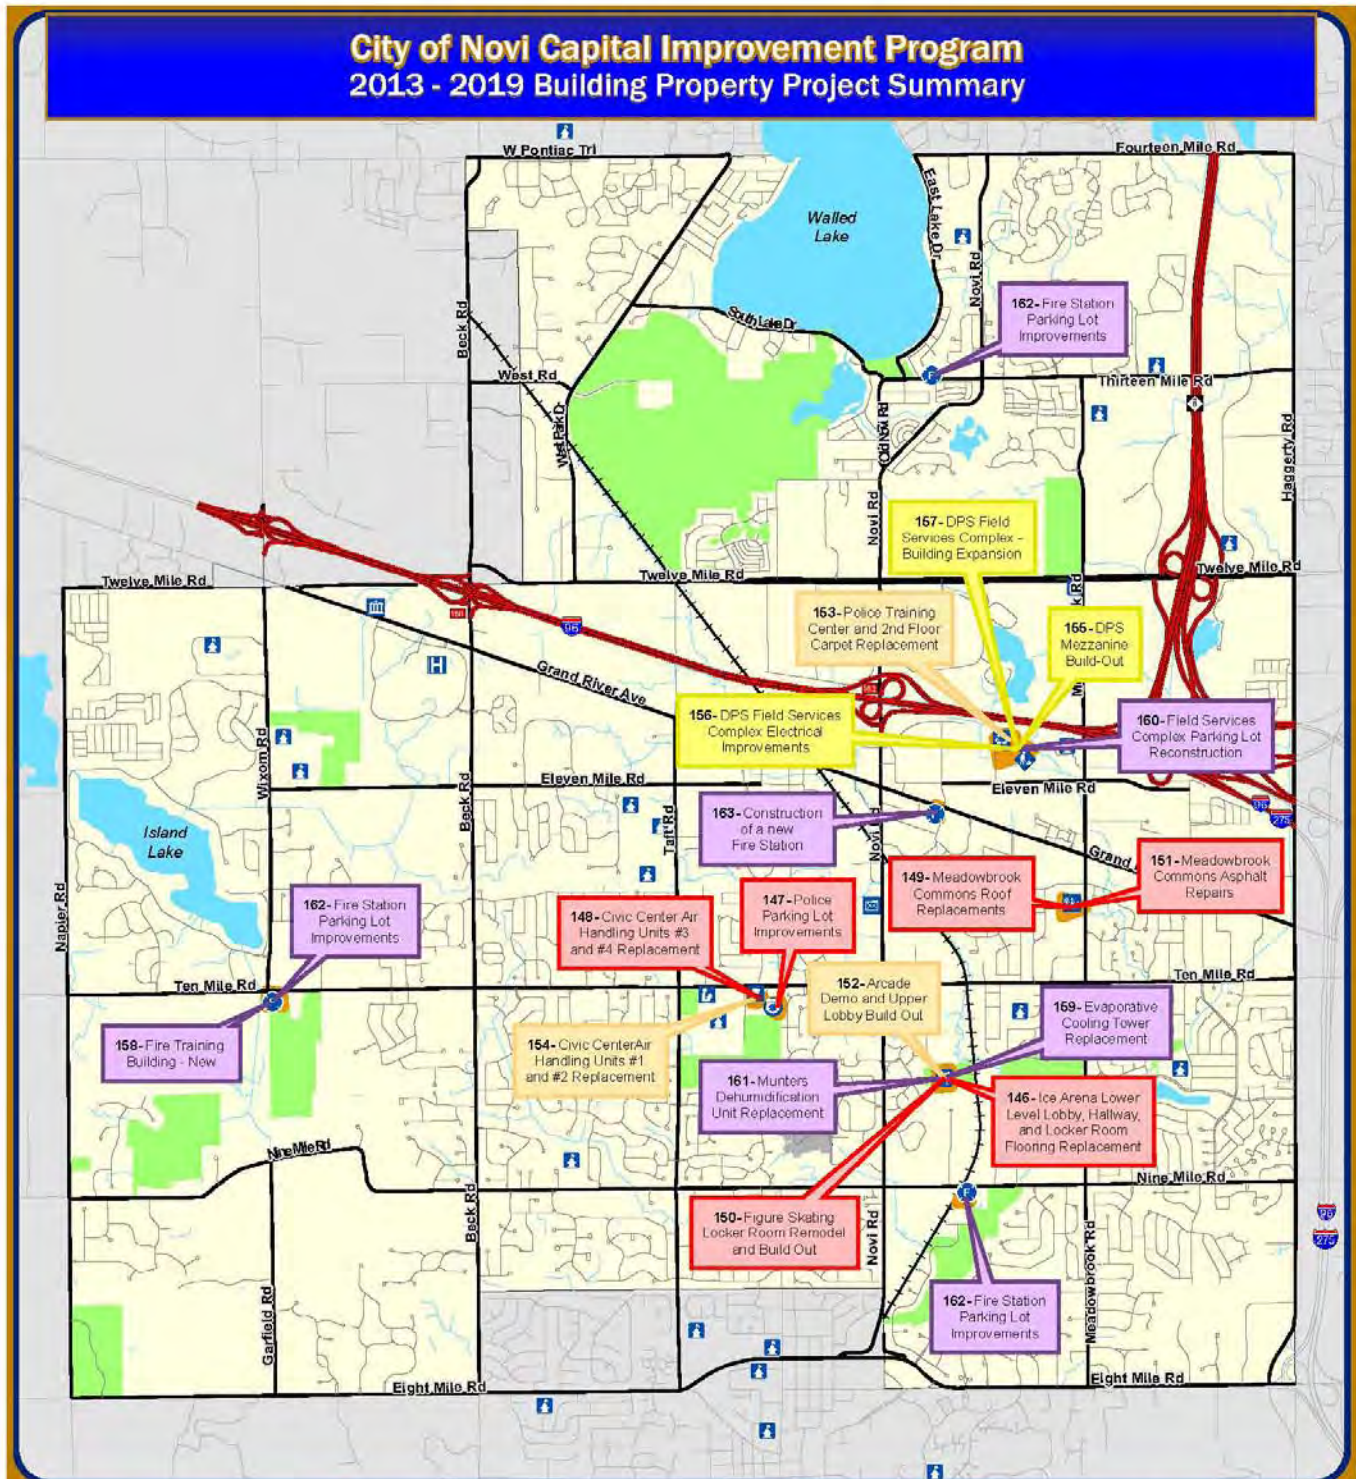 City of Novi Capital Improvement Program
2013 - 2019 Building Property Project Summary
W Pontiac Trl
Fourteen Mile Rd
Walled
Lake
East Lake Dr
Novi Rd
162- Fire Station
Parking Lot
Improvements
Beck Rd
South Lake Dr
West Rd
Thirteen Mile Rd
West Park Dr
Old Novi Rd
Haggerty Rd
Novi Rd
157- DPS Field
Services Complex -
Building Expansion
Twelve Mile Rd
Twelve Mile Rd
Twelve Mile Rd
153- Police Training
Center and 2nd Floor
Carpet Replacement
155- DPS
Mezzanine
Build-Out
96
H
Grand River Ave
156- DPS Field Services
Complex Electrical
Improvements
160- Field Services
Complex Parking Lot
Reconstruction
Wixom Rd
Beck Rd
Eleven Mile Rd
Eleven Mile Rd
96
275
Taft Rd
163- Construction
of a new
Fire Station
Novi Rd
Island
Lake
Grand
149- Meadowbrook
Commons Roof
Replacements
151- Meadowbrook
Commons Asphalt
Repairs
Napier Rd
162- Fire Station
Parking Lot
Improvements
148- Civic Center Air
Handling Units #3
and #4 Replacement
147- Police
Parking Lot
Improvements
Ten Mile Rd
Ten Mile Rd
152- Arcade
Demo and Upper
Lobby Build Out
159- Evaporative
Cooling Tower
Replacement
158- Fire Training
Building - New
154- Civic CenterAir
Handling Units #1
and #2 Replacement
161- Munters
Dehumidification
Unit Replacement
146- Ice Arena Lower
Level Lobby, Hallway,
and Locker Room
Flooring Replacement
Nine Mile Rd
Nine Mile Rd
F
Beck Rd
150- Figure Skating
Locker Room Remodel
and Build Out
Novi Rd
Meadowbrook Rd
96
275
Garfield Rd
162- Fire Station
Parking Lot
Improvements
Eight Mile Rd
Eight Mile Rd